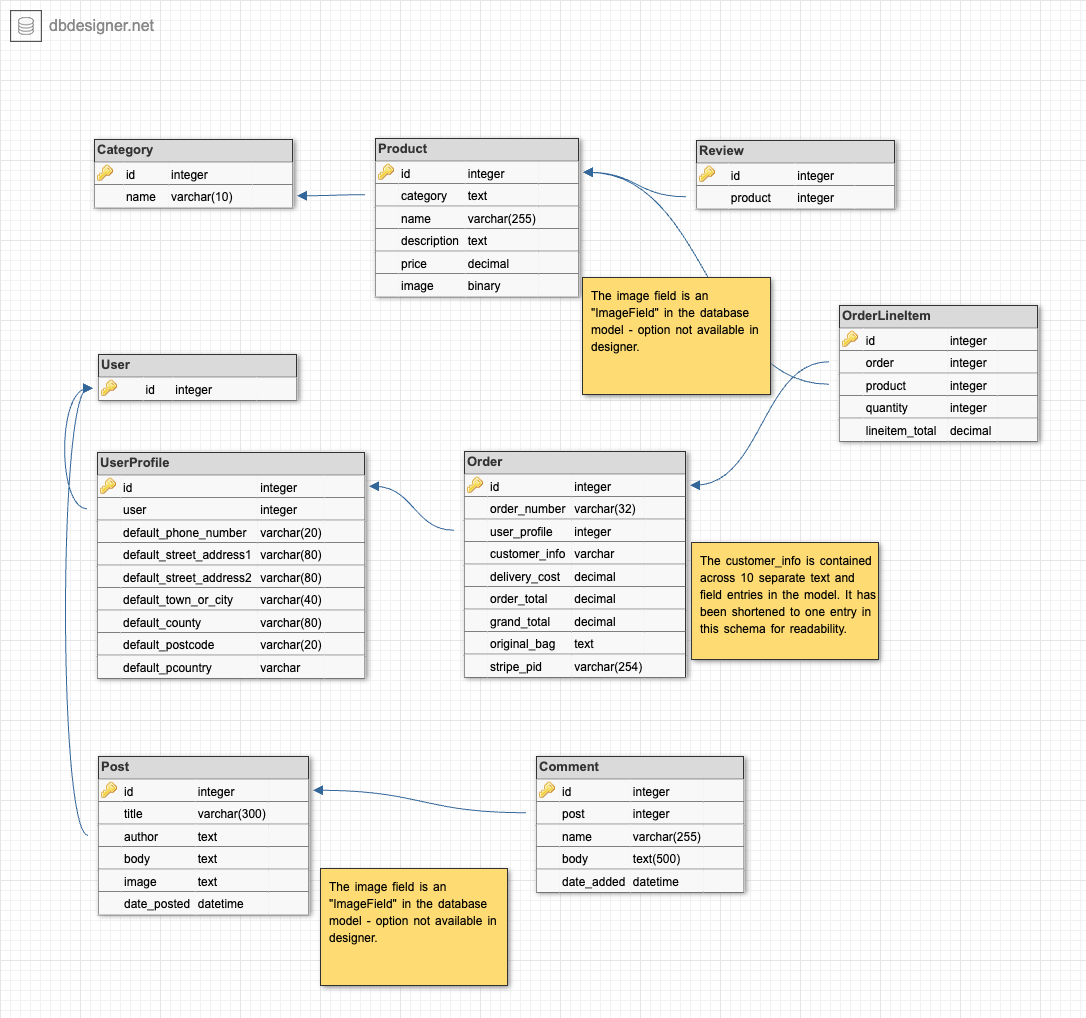 dbdesigner.net
Category
id integer
name varchar(10)
Product
id integer
category text
name varchar(255)
description text
price decimal
image binary
Review
id integer
product integer
The image field is an
"ImageField" in the database
model - option not available in
designer.
OrderLineItem
id integer
order integer
product integer
quantity integer
lineitem_total decimal
User
id integer
UserProfile
id integer
user integer
default_phone_number varchar(20)
default_street_address1 varchar(80)
default_street_address2 varchar(80)
default_town_or_city varchar(40)
default_county varchar(80)
default_postcode varchar(20)
default_pcountry varchar
Order
id integer
order_number varchar(32)
user_profile integer
customer_info varchar
delivery_cost decimal
order_total decimal
grand_total decimal
original_bag text
stripe_pid varchar(254)
The customer_info is contained
across 10 separate text and
field entries in the model. It has
been shortened to one entry in
this schema for readability.
Post
id integer
title varchar(300)
author text
body text
image text
date_posted datetime
The image field is an
"ImageField" in the database
model - option not available in
designer.
Comment
id integer
post integer
name varchar(255)
body text(500)
date_added datetime